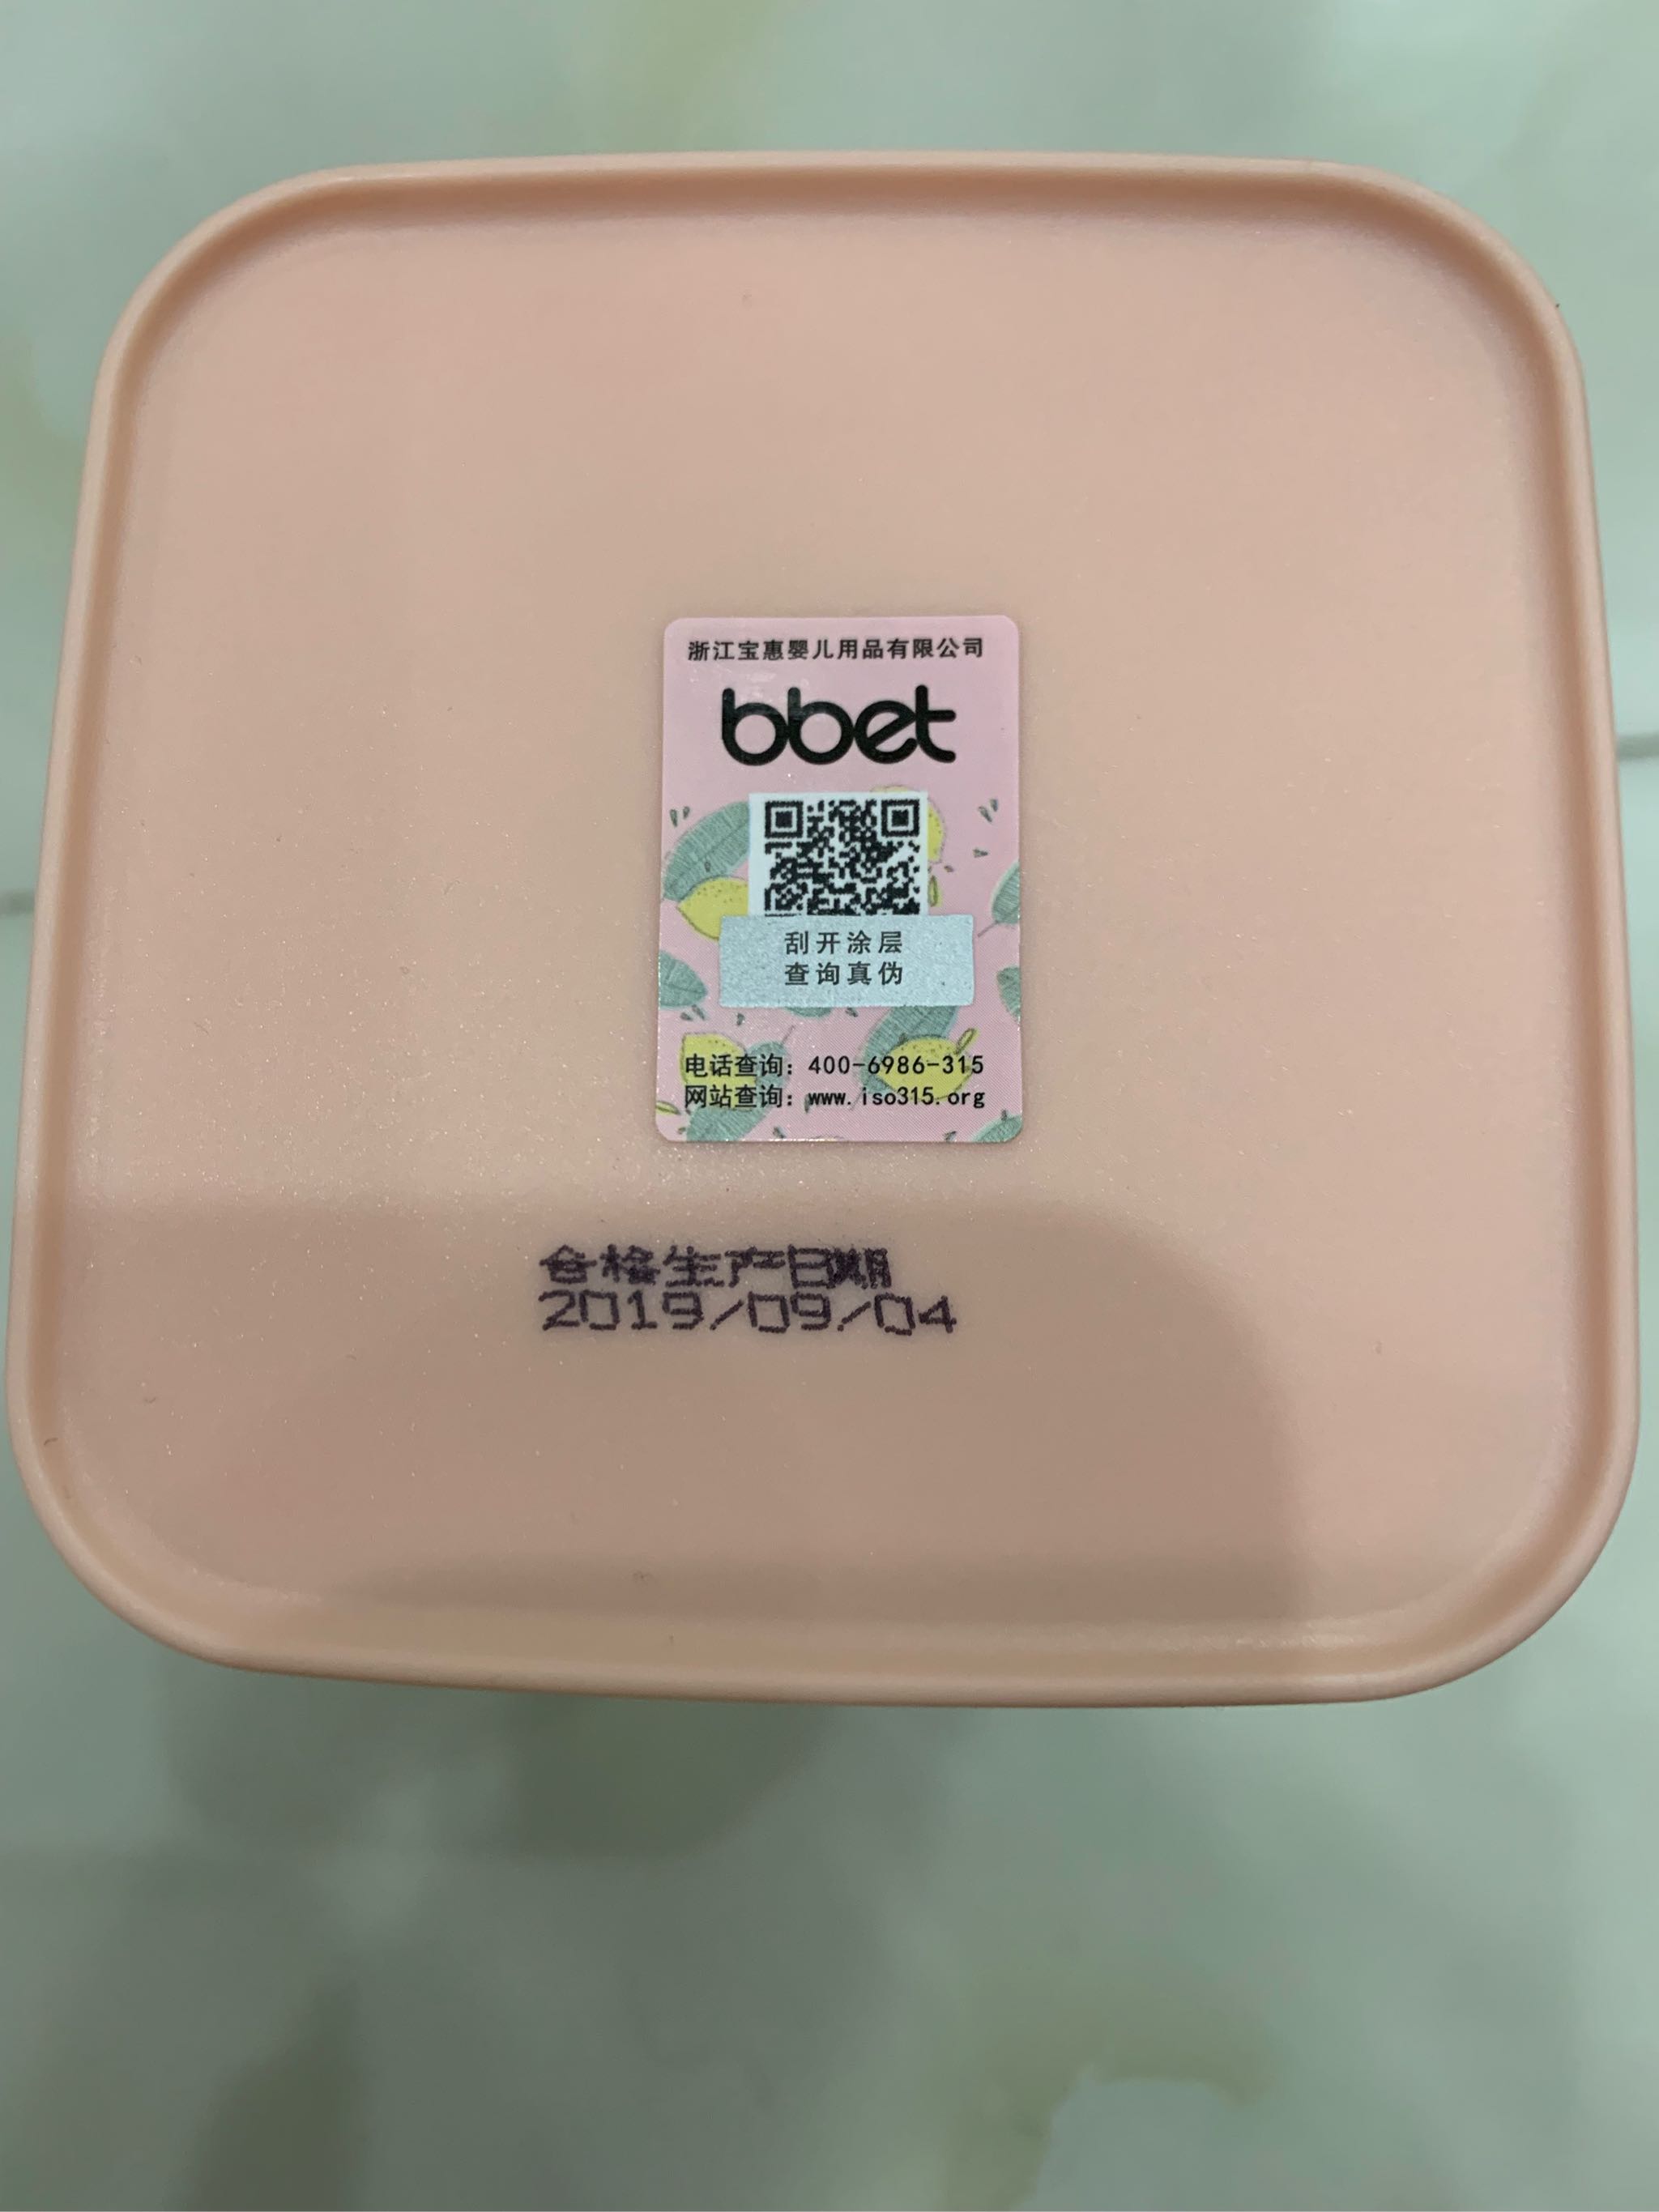 浙江宝惠婴儿用品有限公司
bbet
刮开涂层
查询真伪
电话查询：400-6986-315
网站查询：www.iso315.org
合格生产日期
2019/09/04